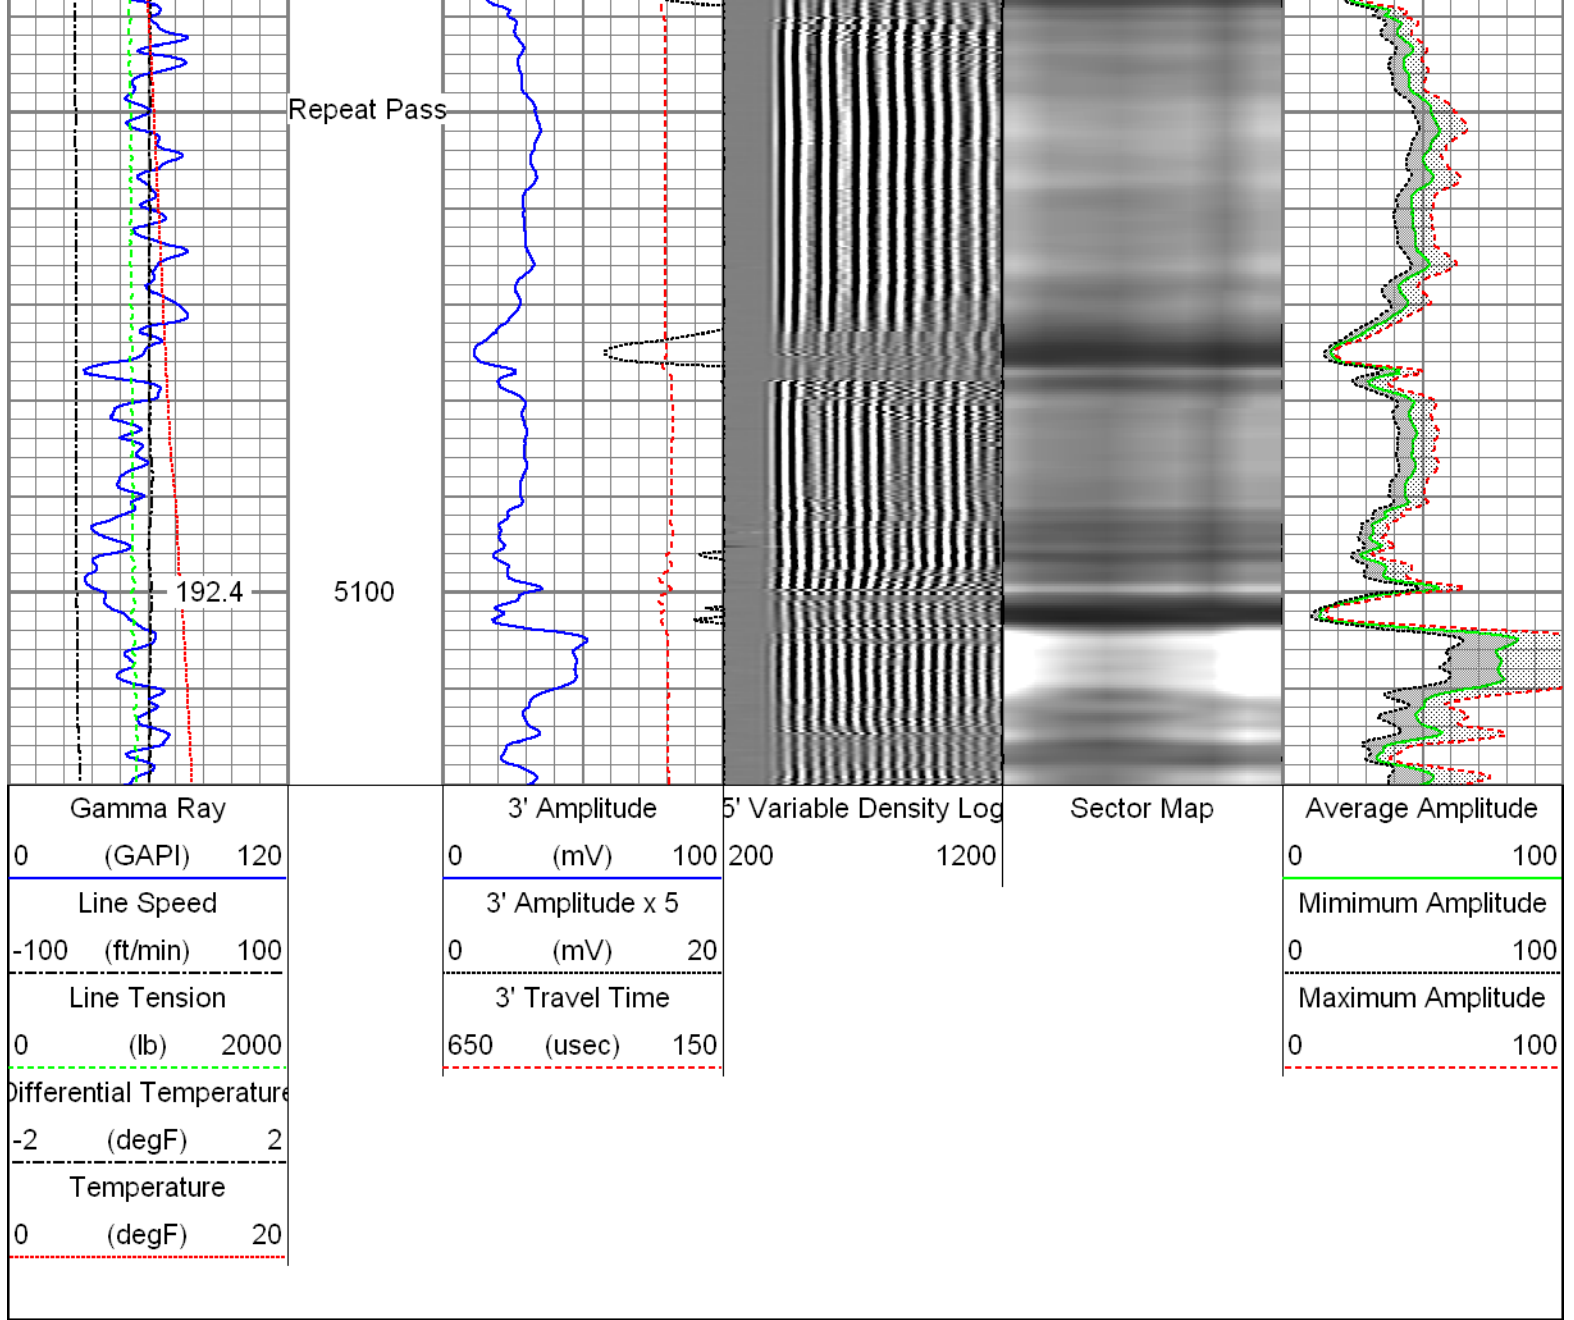 Repeat Pass
192.4
5100
Gamma Ray
0 (GAPI) 120
Line Speed
-100 (ft/min) 100
Line Tension
0 (lb) 2000
Differential Temperature
-2 (degF) 2
Temperature
0 (degF) 20
3' Amplitude
0 (mV) 100
3' Amplitude x 5
0 (mV) 20
3' Travel Time
650 (usec) 150
5' Variable Density Log
200 1200
Sector Map
Average Amplitude
0 100
Mimimum Amplitude
0 100
Maximum Amplitude
0 100